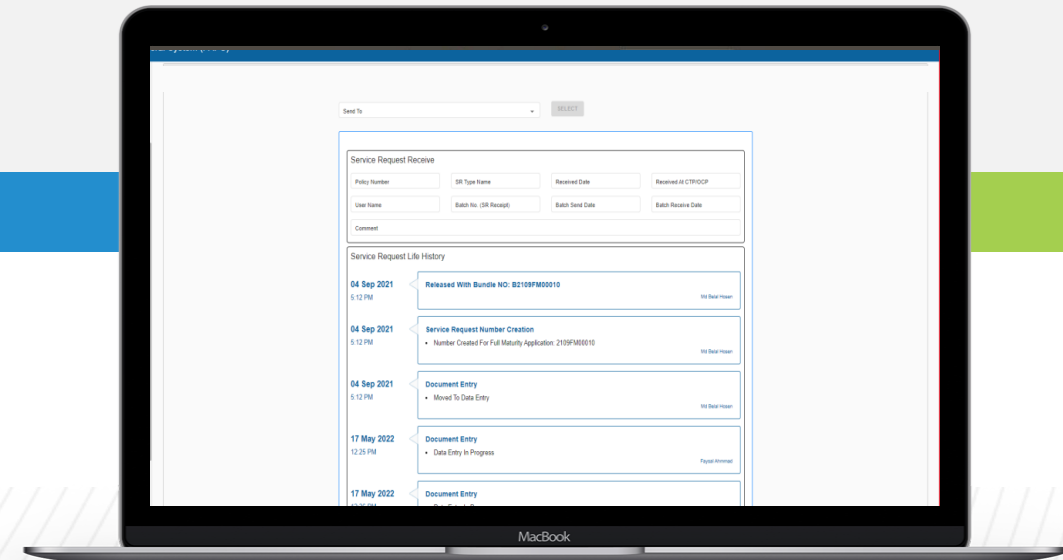 Send To
SELECT
Service Request Receive
Policy Number
SR Type Name
Received Date
Received At CTP/OCP
User Name
Batch No. (SR Receipt)
Batch Send Date
Batch Receive Date
Comment
Service Request Life History
04 Sep 2021
5:12 PM
Released With Bundle NO: B2109FM00010
Md Belal Hosen
04 Sep 2021
5:12 PM
Service Request Number Creation
• Number Created For Full Maturity Application: 2109FM00010
Md Belal Hosen
04 Sep 2021
5:12 PM
Document Entry
• Moved To Data Entry
Md Belal Hosen
17 May 2022
12:25 PM
Document Entry
• Data Entry In Progress
Faysal Ahmmad
17 May 2022
Document Entry
MacBook